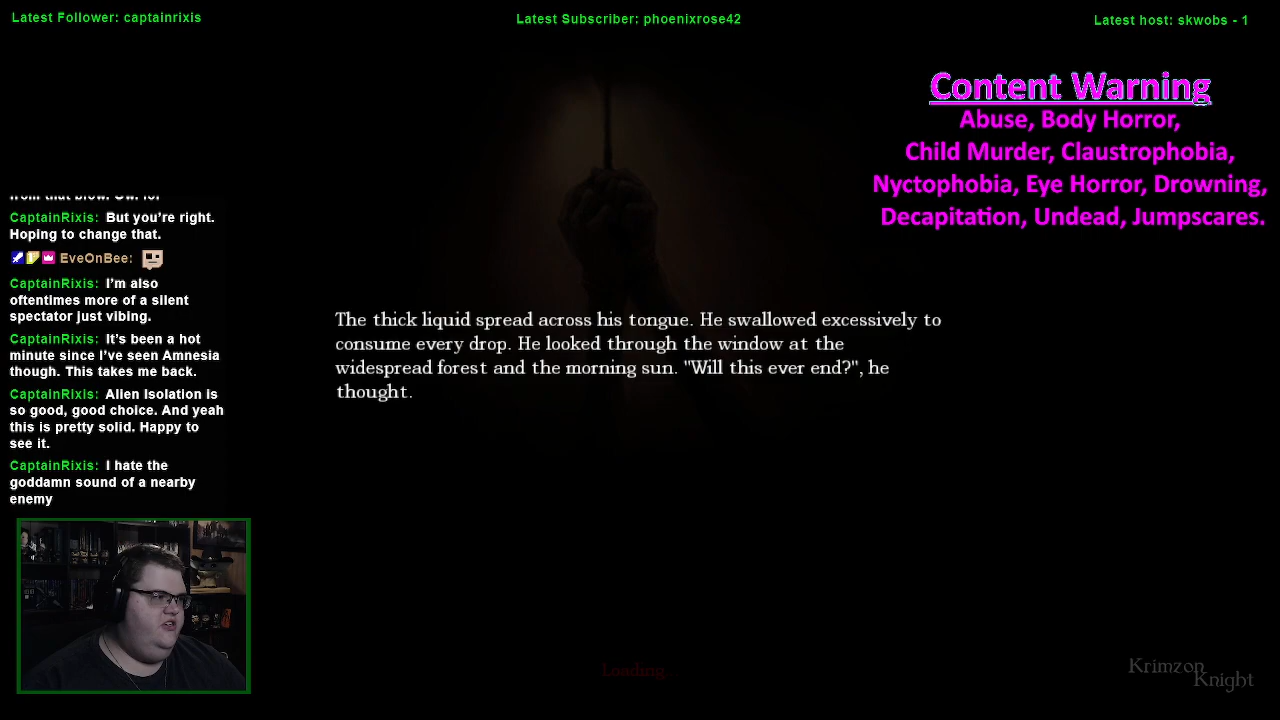 Latest Follower: captainrixis
Latest Subscriber: phoenixrose42
Latest host: skwobs - 1
Content Warning
Abuse, Body Horror,
Child Murder, Claustrophobia,
Nyctophobia, Eye Horror, Drowning,
Decapitation, Undead, Jumpscares.
CaptainRixis: But you're right.
Hoping to change that.
EveOnBee:
CaptainRixis: I'm also
oftentimes more of a silent
spectator just vibing.
CaptainRixis: It's been a hot
minute since I've seen Amnesia
though. This takes me back.
CaptainRixis: Alien Isolation is
so good, good choice. And yeah
this is pretty solid. Happy to
see it.
CaptainRixis: I hate the
goddamn sound of a nearby
enemy
The thick liquid spread across his tongue. He swallowed excessively to
consume every drop. He looked through the window at the
widespread forest and the morning sun. "Will this ever end?", he
thought.
Loading..
Krimzon
Knight